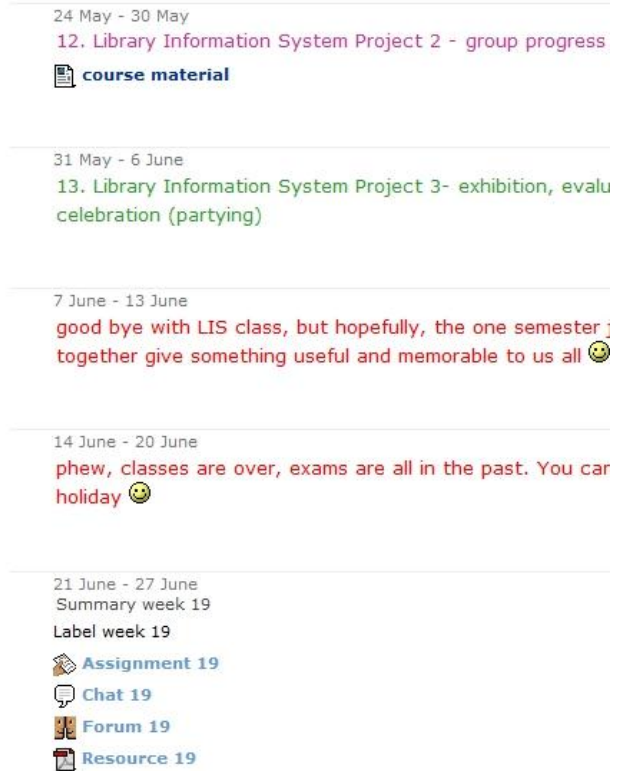 24 May - 30 May
12. Library Information System Project 2 - group progress
course material
31 May - 6 June
13. Library Information System Project 3- exhibition, evalu
celebration (partying)
7 June - 13 June
good bye with LIS class, but hopefully, the one semester j
together give something useful and memorable to us all
14 June - 20 June
phew, classes are over, exams are all in the past. You can
holiday
21 June - 27 June
Summary week 19
Label week 19
Assignment 19
Chat 19
Forum 19
Resource 19